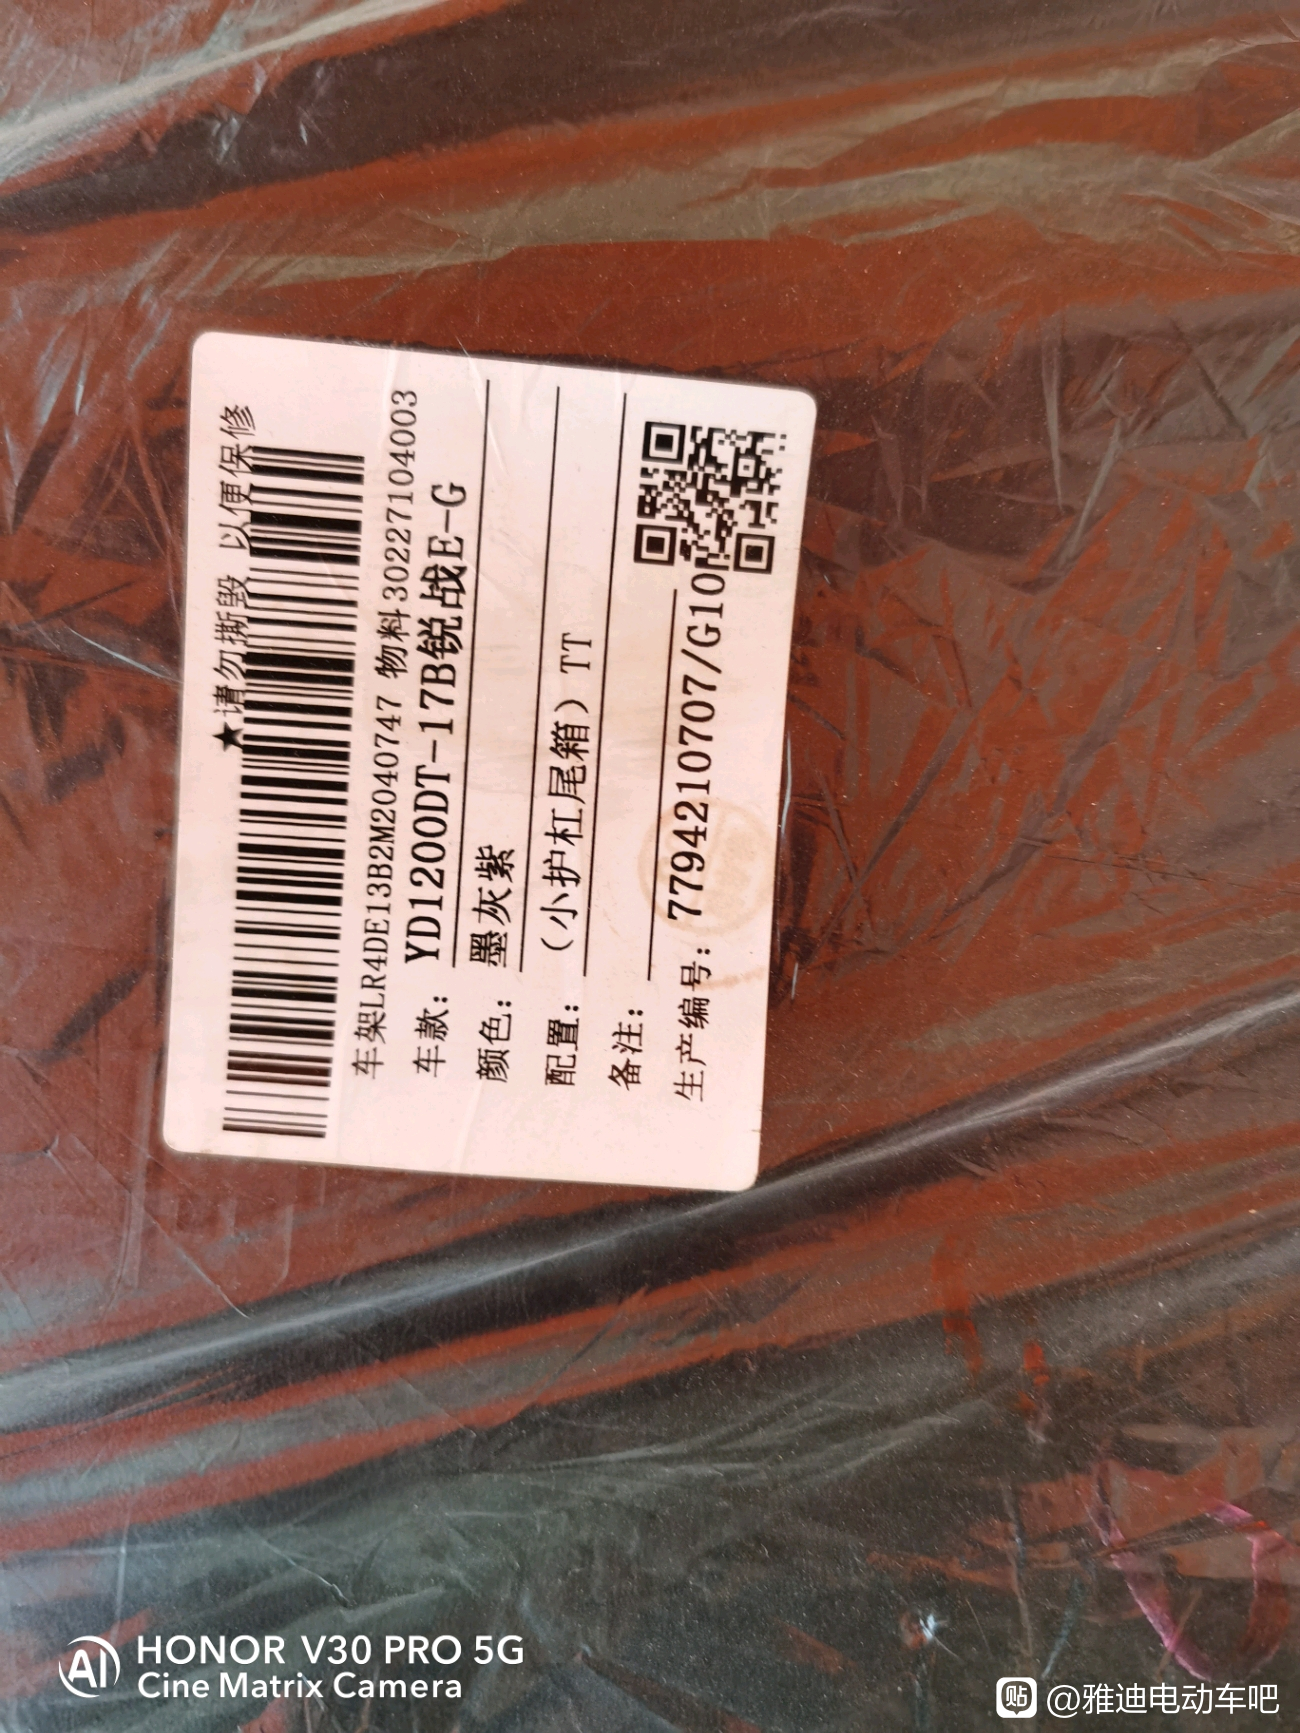 ★请勿撕毁 以便保修
车架LR4DE13B2M2040747 物料30227104003
车款：YD1200DT-17B锐战E-G
颜色：墨灰紫
配置：（小护杠尾箱）TT
备注：
生产编号：7794210707/G10
HONOR V30 PRO 5G
Cine Matrix Camera
贴 @雅迪电动车吧